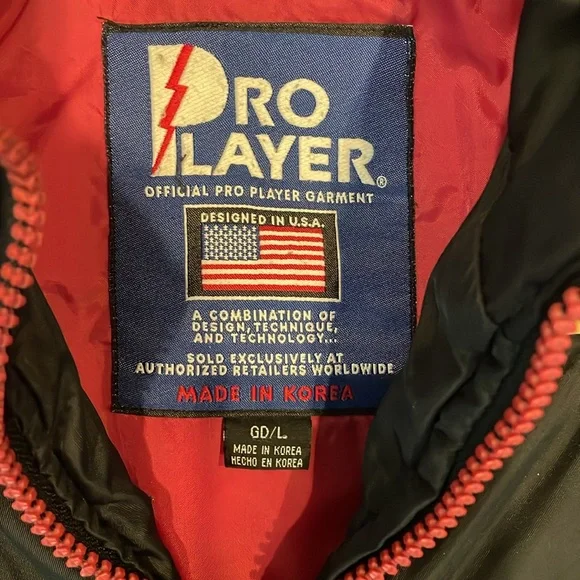 PRO
PLAYER®
OFFICIAL PRO PLAYER GARMENT
DESIGNED IN U.S.A.
A COMBINATION OF
DESIGN, TECHNIQUE,
AND TECHNOLOGY...
SOLD EXCLUSIVELY AT
AUTHORIZED RETAILERS WORLDWIDE
MADE IN KOREA
GD/L
MADE IN KOREA
HECHO EN KOREA